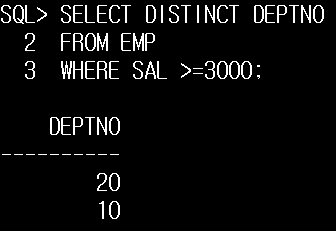 SQL> SELECT DISTINCT DEPTNO
2 FROM EMP
3 WHERE SAL >=3000;
DEPTNO
----------
20
10